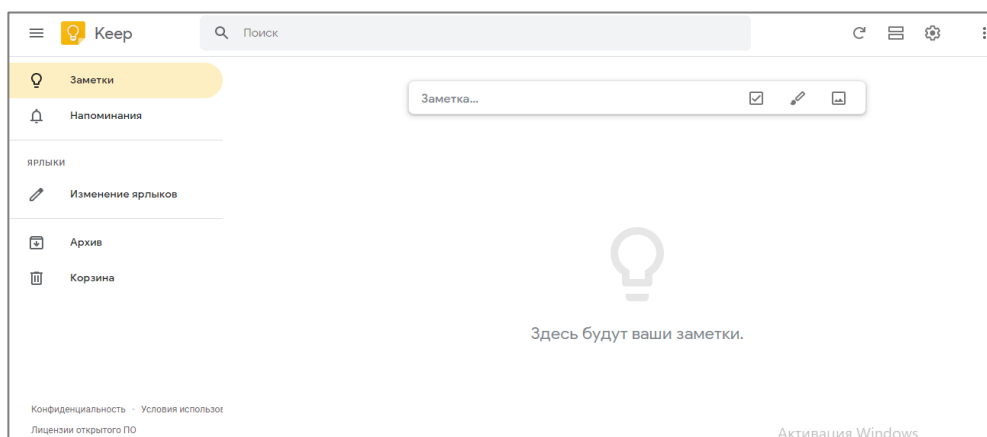 Keep
Поиск
Заметки
Заметка...
Напоминания
ЯРЛЫКИ
Изменение ярлыков
Архив
Корзина
Здесь будут ваши заметки.
Конфиденциальность · Условия использов
Лицензии открытого ПО
Активация Windows